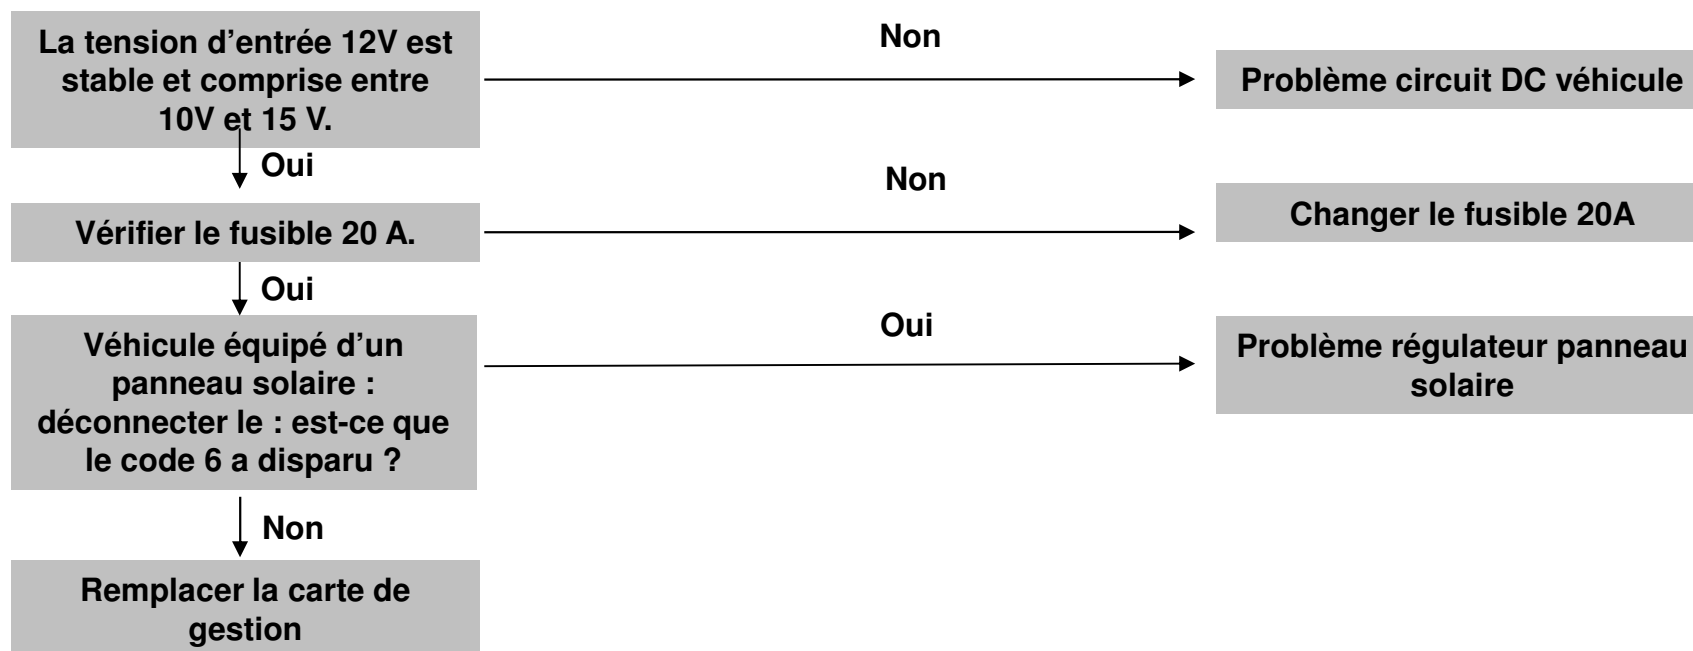 La tension d'entrée 12V est
stable et comprise entre
10V et 15 V.
Non
Problème circuit DC véhicule
Oui
Vérifier le fusible 20 A.
Non
Changer le fusible 20A
Oui
Véhicule équipé d'un
panneau solaire :
déconnecter le : est-ce que
le code 6 a disparu ?
Oui
Problème régulateur panneau
solaire
Non
Remplacer la carte de
gestion